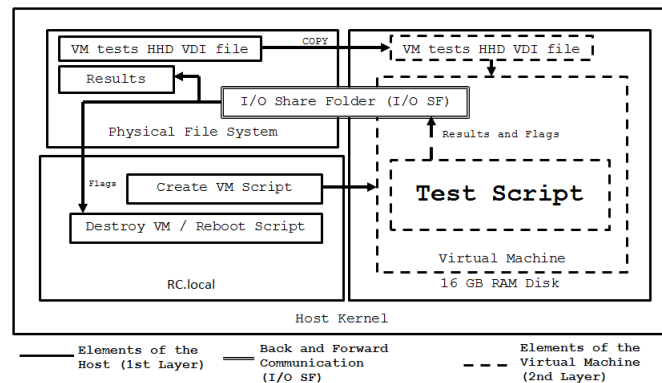 VM tests HHD VDI file
COPY
VM tests HHD VDI file
Results
I/O Share Folder (I/O SF)
Physical File System
Results and Flags
Flags
Create VM Script
Test Script
Destroy VM / Reboot Script
Virtual Machine
RC.local
16 GB RAM Disk
Host Kernel
Elements of the
Host (1st Layer)
Back and Forward
Communication
(I/O SF)
Elements of the
Virtual Machine
(2nd Layer)